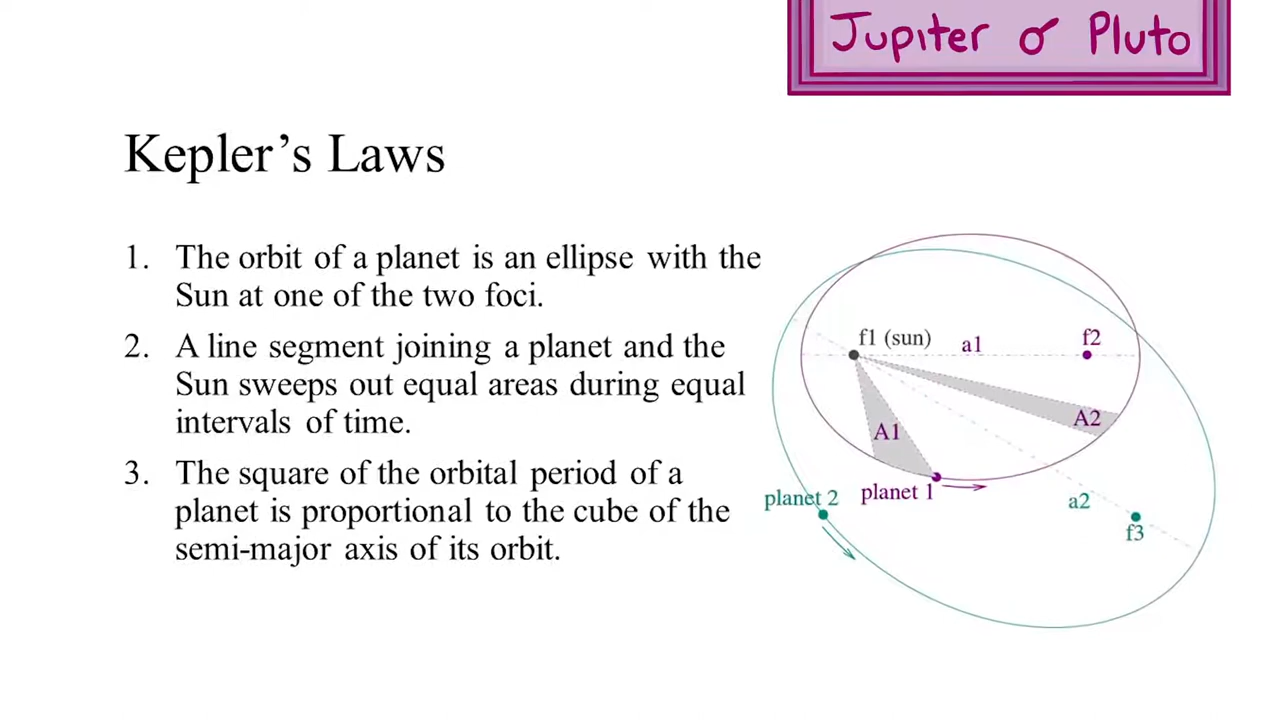 Jupiter ♂ Pluto
Kepler's Laws
1. The orbit of a planet is an ellipse with the
Sun at one of the two foci.
2. A line segment joining a planet and the
Sun sweeps out equal areas during equal
intervals of time.
3. The square of the orbital period of a
planet is proportional to the cube of the
semi-major axis of its orbit.
f1 (sun)
a1
f2
A1
A2
planet 1
planet 2
a2
f3